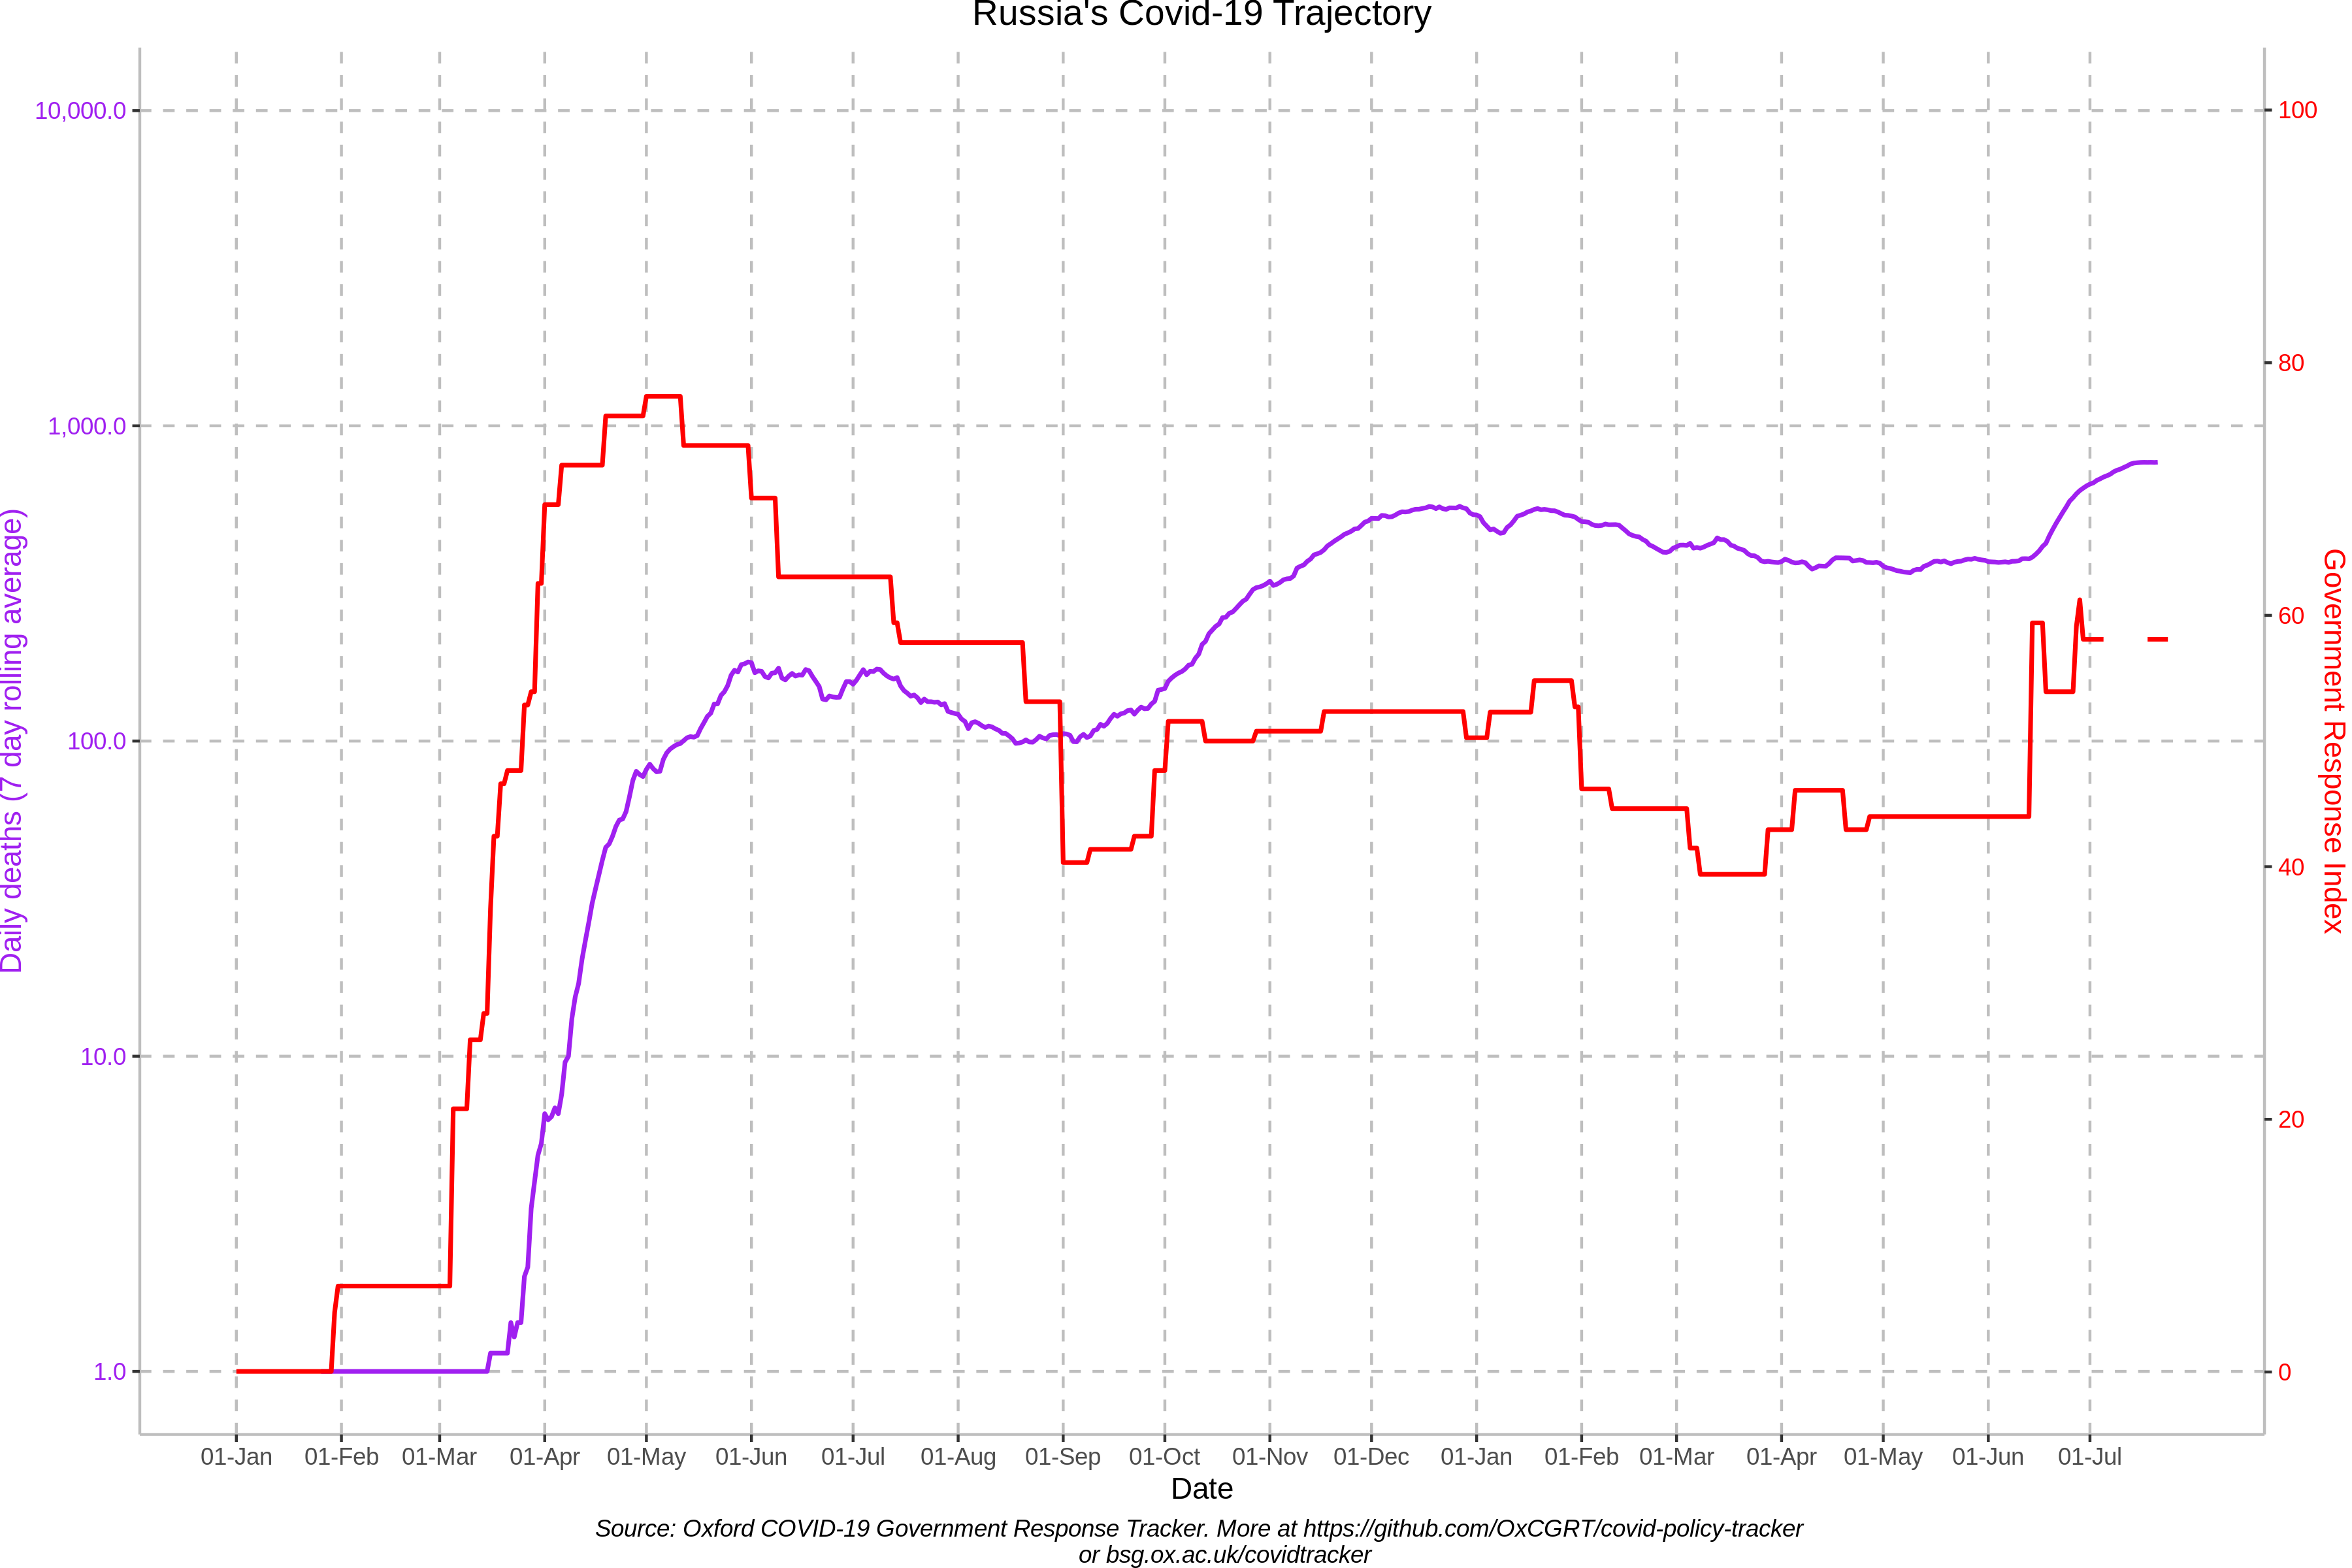 Russia's Covid-19 Trajectory
10,000.0
1,000.0
100.0
10.0
1.0
Daily deaths (7 day rolling average)
100
80
60
40
20
0
Government Response Index
01-Jan 01-Feb 01-Mar 01-Apr 01-May 01-Jun 01-Jul 01-Aug 01-Sep 01-Oct 01-Nov 01-Dec 01-Jan 01-Feb 01-Mar 01-Apr 01-May 01-Jun 01-Jul
Date
Source: Oxford COVID-19 Government Response Tracker. More at https://github.com/OxCGRT/covid-policy-tracker
or bsg.ox.ac.uk/covidtracker